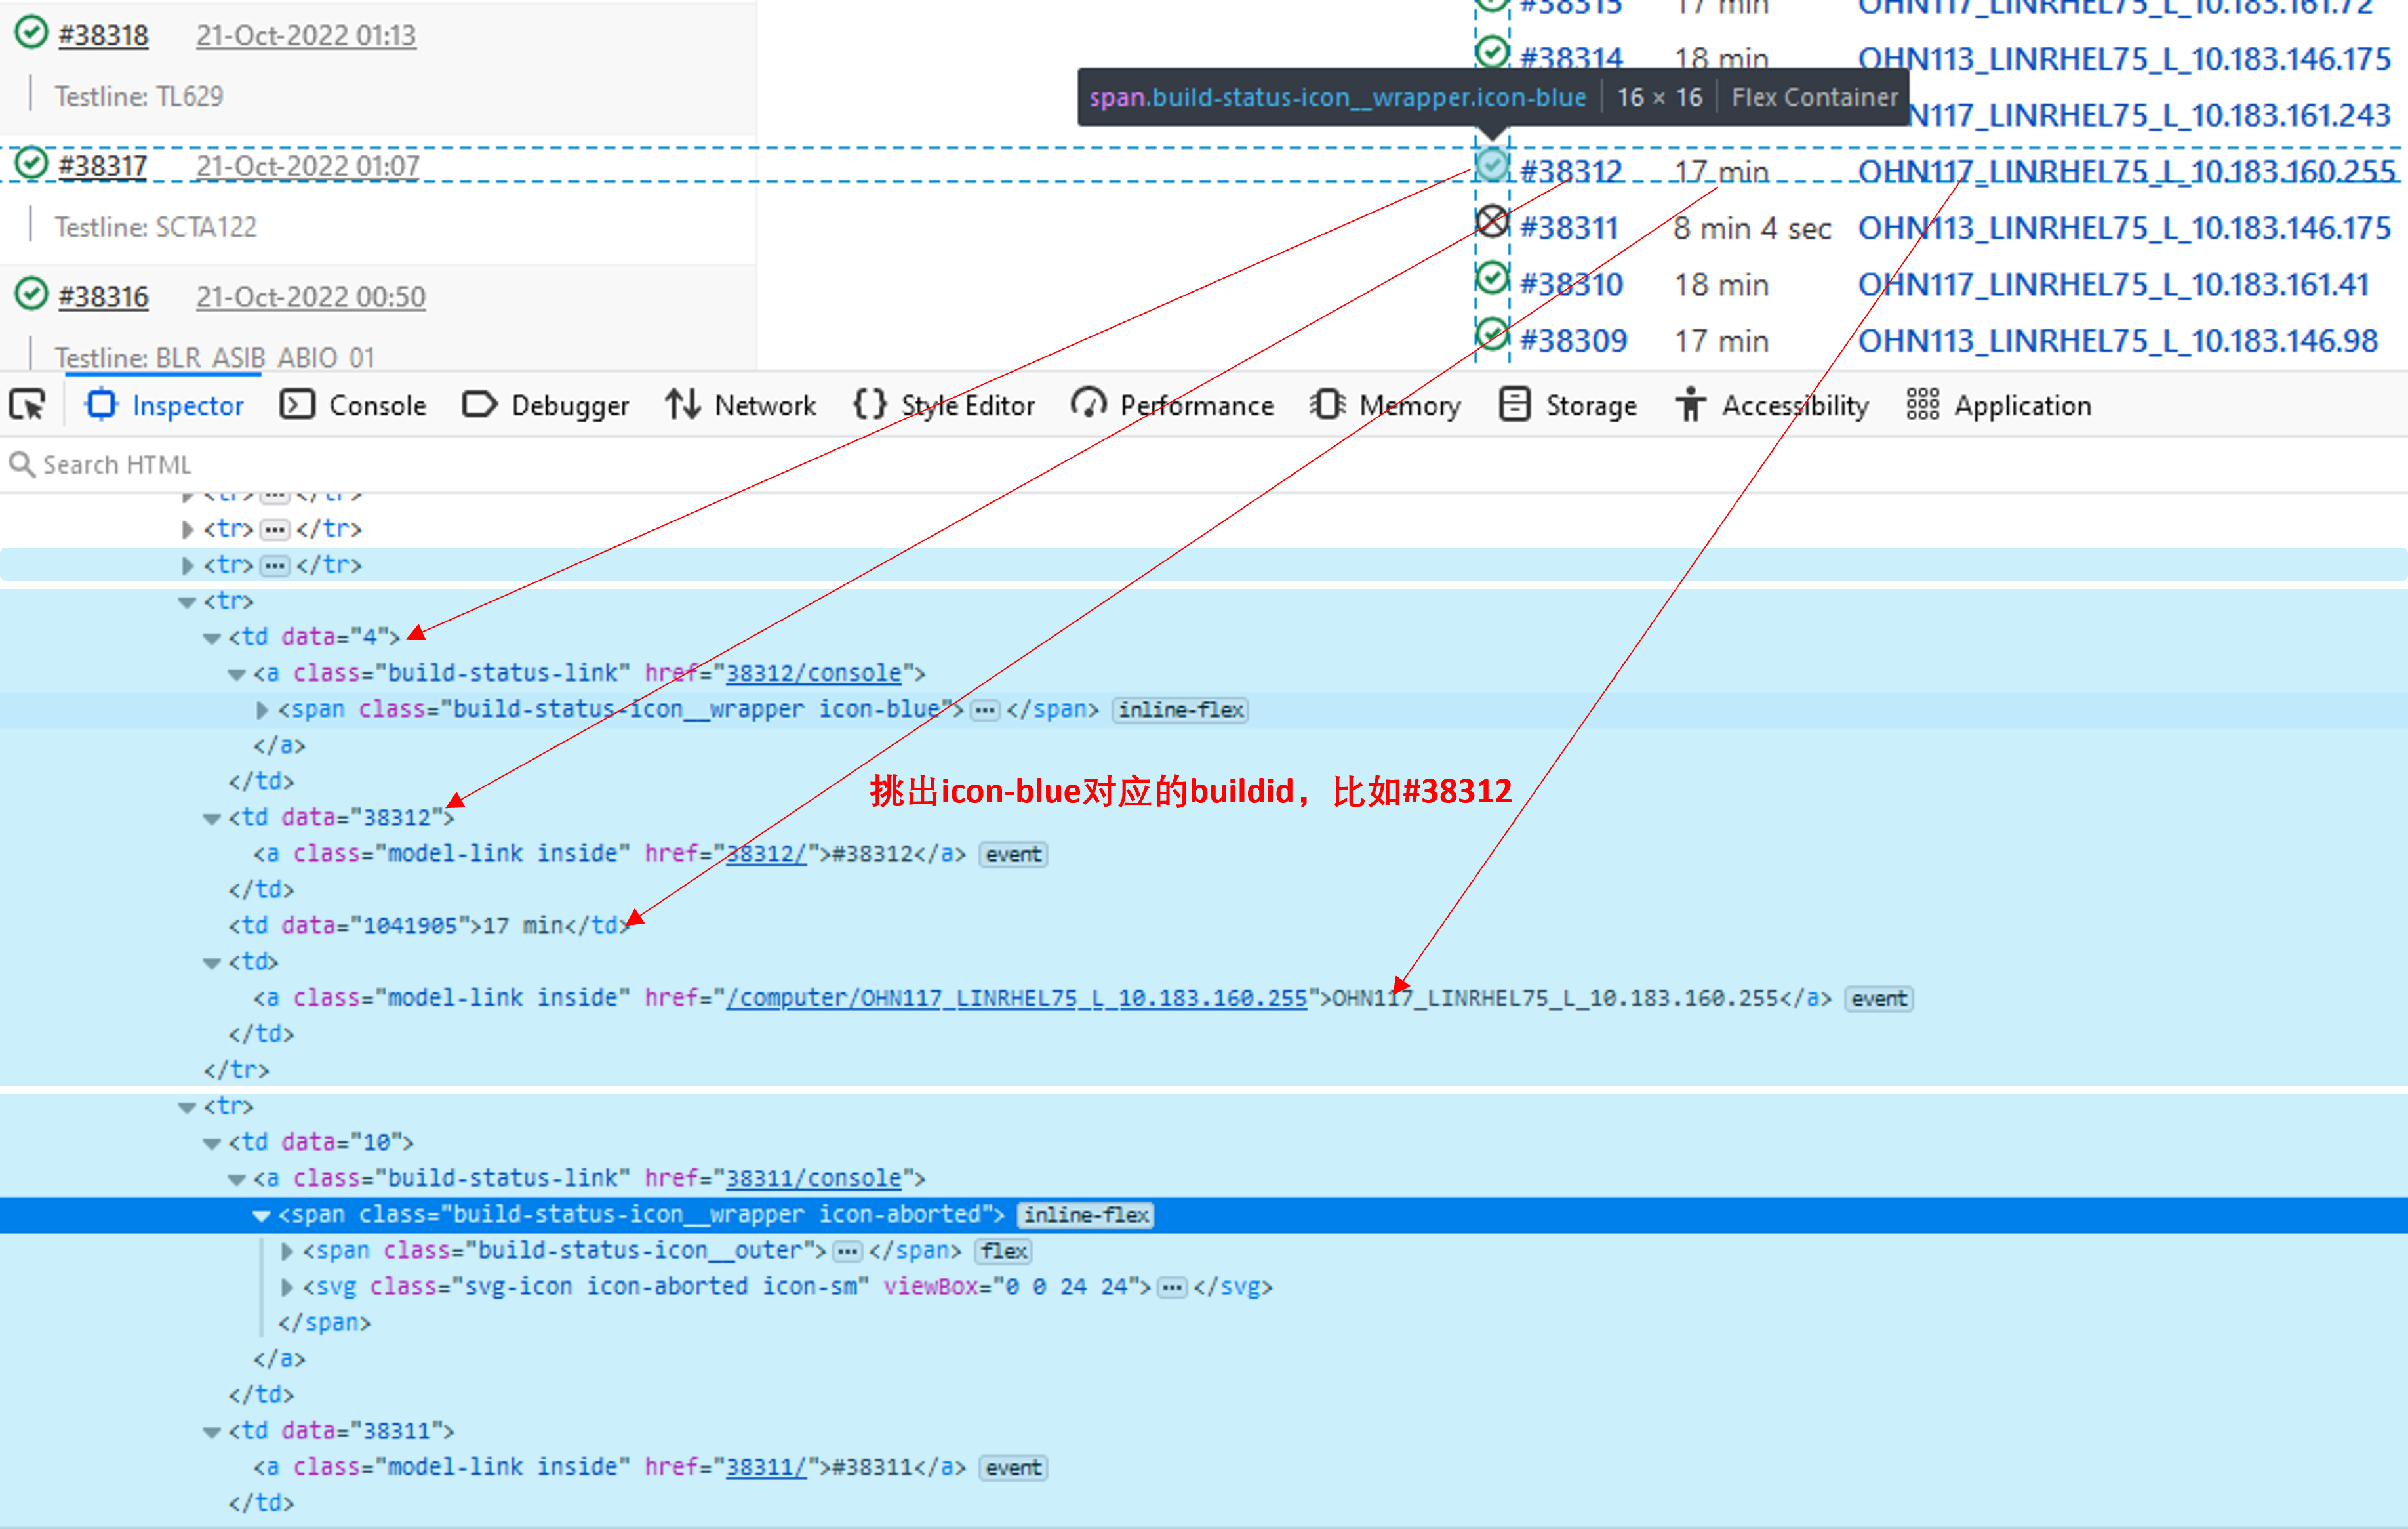 #38318 21-Oct-2022 01:13
Testline: TL629
#38317 21-Oct-2022 01:07
Testline: SCTA122
#38316 21-Oct-2022 00:50
Testline: BLR_ASIB_ABIO_01
#38315 17 min OHN117_LINRHEL75_L_10.183.161.72
#38314 18 min OHN113_LINRHEL75_L_10.183.146.175
span.build-status-icon__wrapper.icon-blue 16 × 16 Flex Container
N117_LINRHEL75_L_10.183.161.243
#38312 17 min OHN117_LINRHEL75_L_10.183.160.255
#38311 8 min 4 sec OHN113_LINRHEL75_L_10.183.146.175
#38310 18 min OHN117_LINRHEL75_L_10.183.161.41
#38309 17 min OHN113_LINRHEL75_L_10.183.146.98
Inspector Console Debugger Network Style Editor Performance Memory Storage Accessibility Application
Search HTML
<tr>...</tr>
<tr>...</tr>
<tr>...</tr>
<tr>
<td data="4">
<a class="build-status-link" href="38312/console">
<span class="build-status-icon__wrapper icon-blue">...</span> inline-flex
</a>
</td>
挑出icon-blue对应的buildid，比如#38312
<td data="38312">
<a class="model-link inside" href="38312/">#38312</a> event
</td>
<td data="1041905">17 min</td>
<td>
<a class="model-link inside" href="/computer/OHN117_LINRHEL75_L_10.183.160.255">OHN117_LINRHEL75_L_10.183.160.255</a> event
</td>
</tr>
<tr>
<td data="10">
<a class="build-status-link" href="38311/console">
<span class="build-status-icon__wrapper icon-aborted"> inline-flex
<span class="build-status-icon__outer">...</span> flex
<svg class="svg-icon icon-aborted icon-sm" viewBox="0 0 24 24">...</svg>
</span>
</a>
</td>
<td data="38311">
<a class="model-link inside" href="38311/">#38311</a> event
</td>